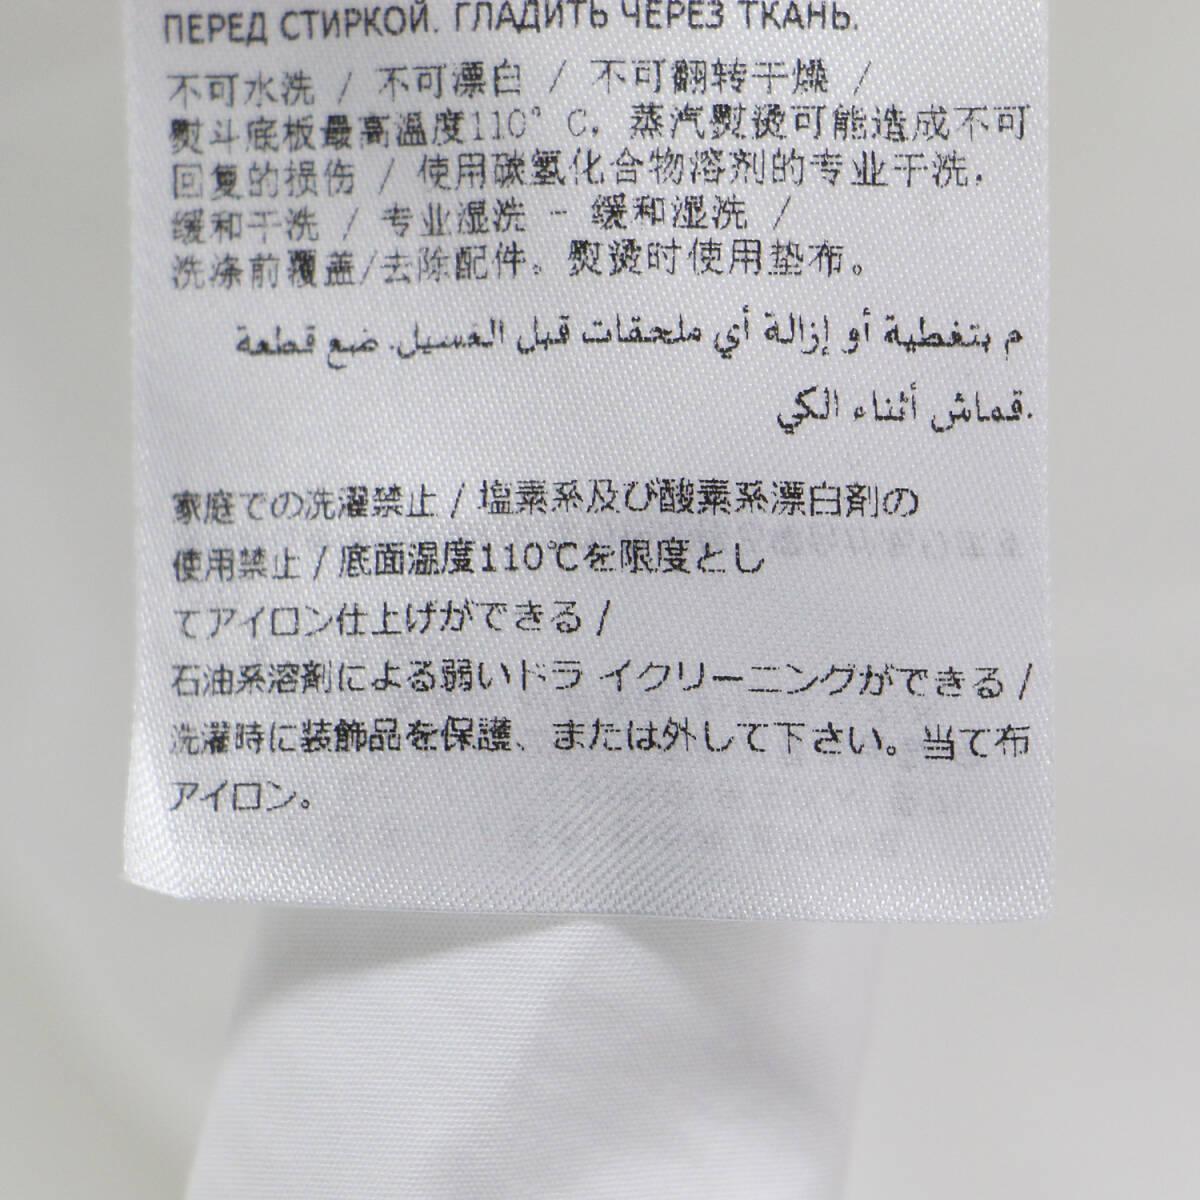 ПЕРЕД СТИРКОЙ. ГЛАДИТЬ ЧЕРЕЗ ТКАНЬ.
不可水洗 / 不可漂白 / 不可翻转干燥 /
熨斗底板最高温度110° C. 蒸汽熨烫可能造成不可
回复的损伤 / 使用碳氢化合物溶剂的专业干洗.
缓和干洗 / 专业湿洗 - 缓和湿洗 /
洗涤前覆盖/去除配件。熨烫时使用垫布。
م بتغطية أو إزالة أي ملحقات قبل الغسيل. ضع قطعة
قماش أثناء الكي.
家庭での洗濯禁止 / 塩素系及び酸素系漂白剤の
使用禁止 / 底面温度110℃を限度とし
てアイロン仕上げができる /
石油系溶剤による弱いドラ イクリーニングができる /
洗濯時に装飾品を保護、または外して下さい。当て布
アイロン。